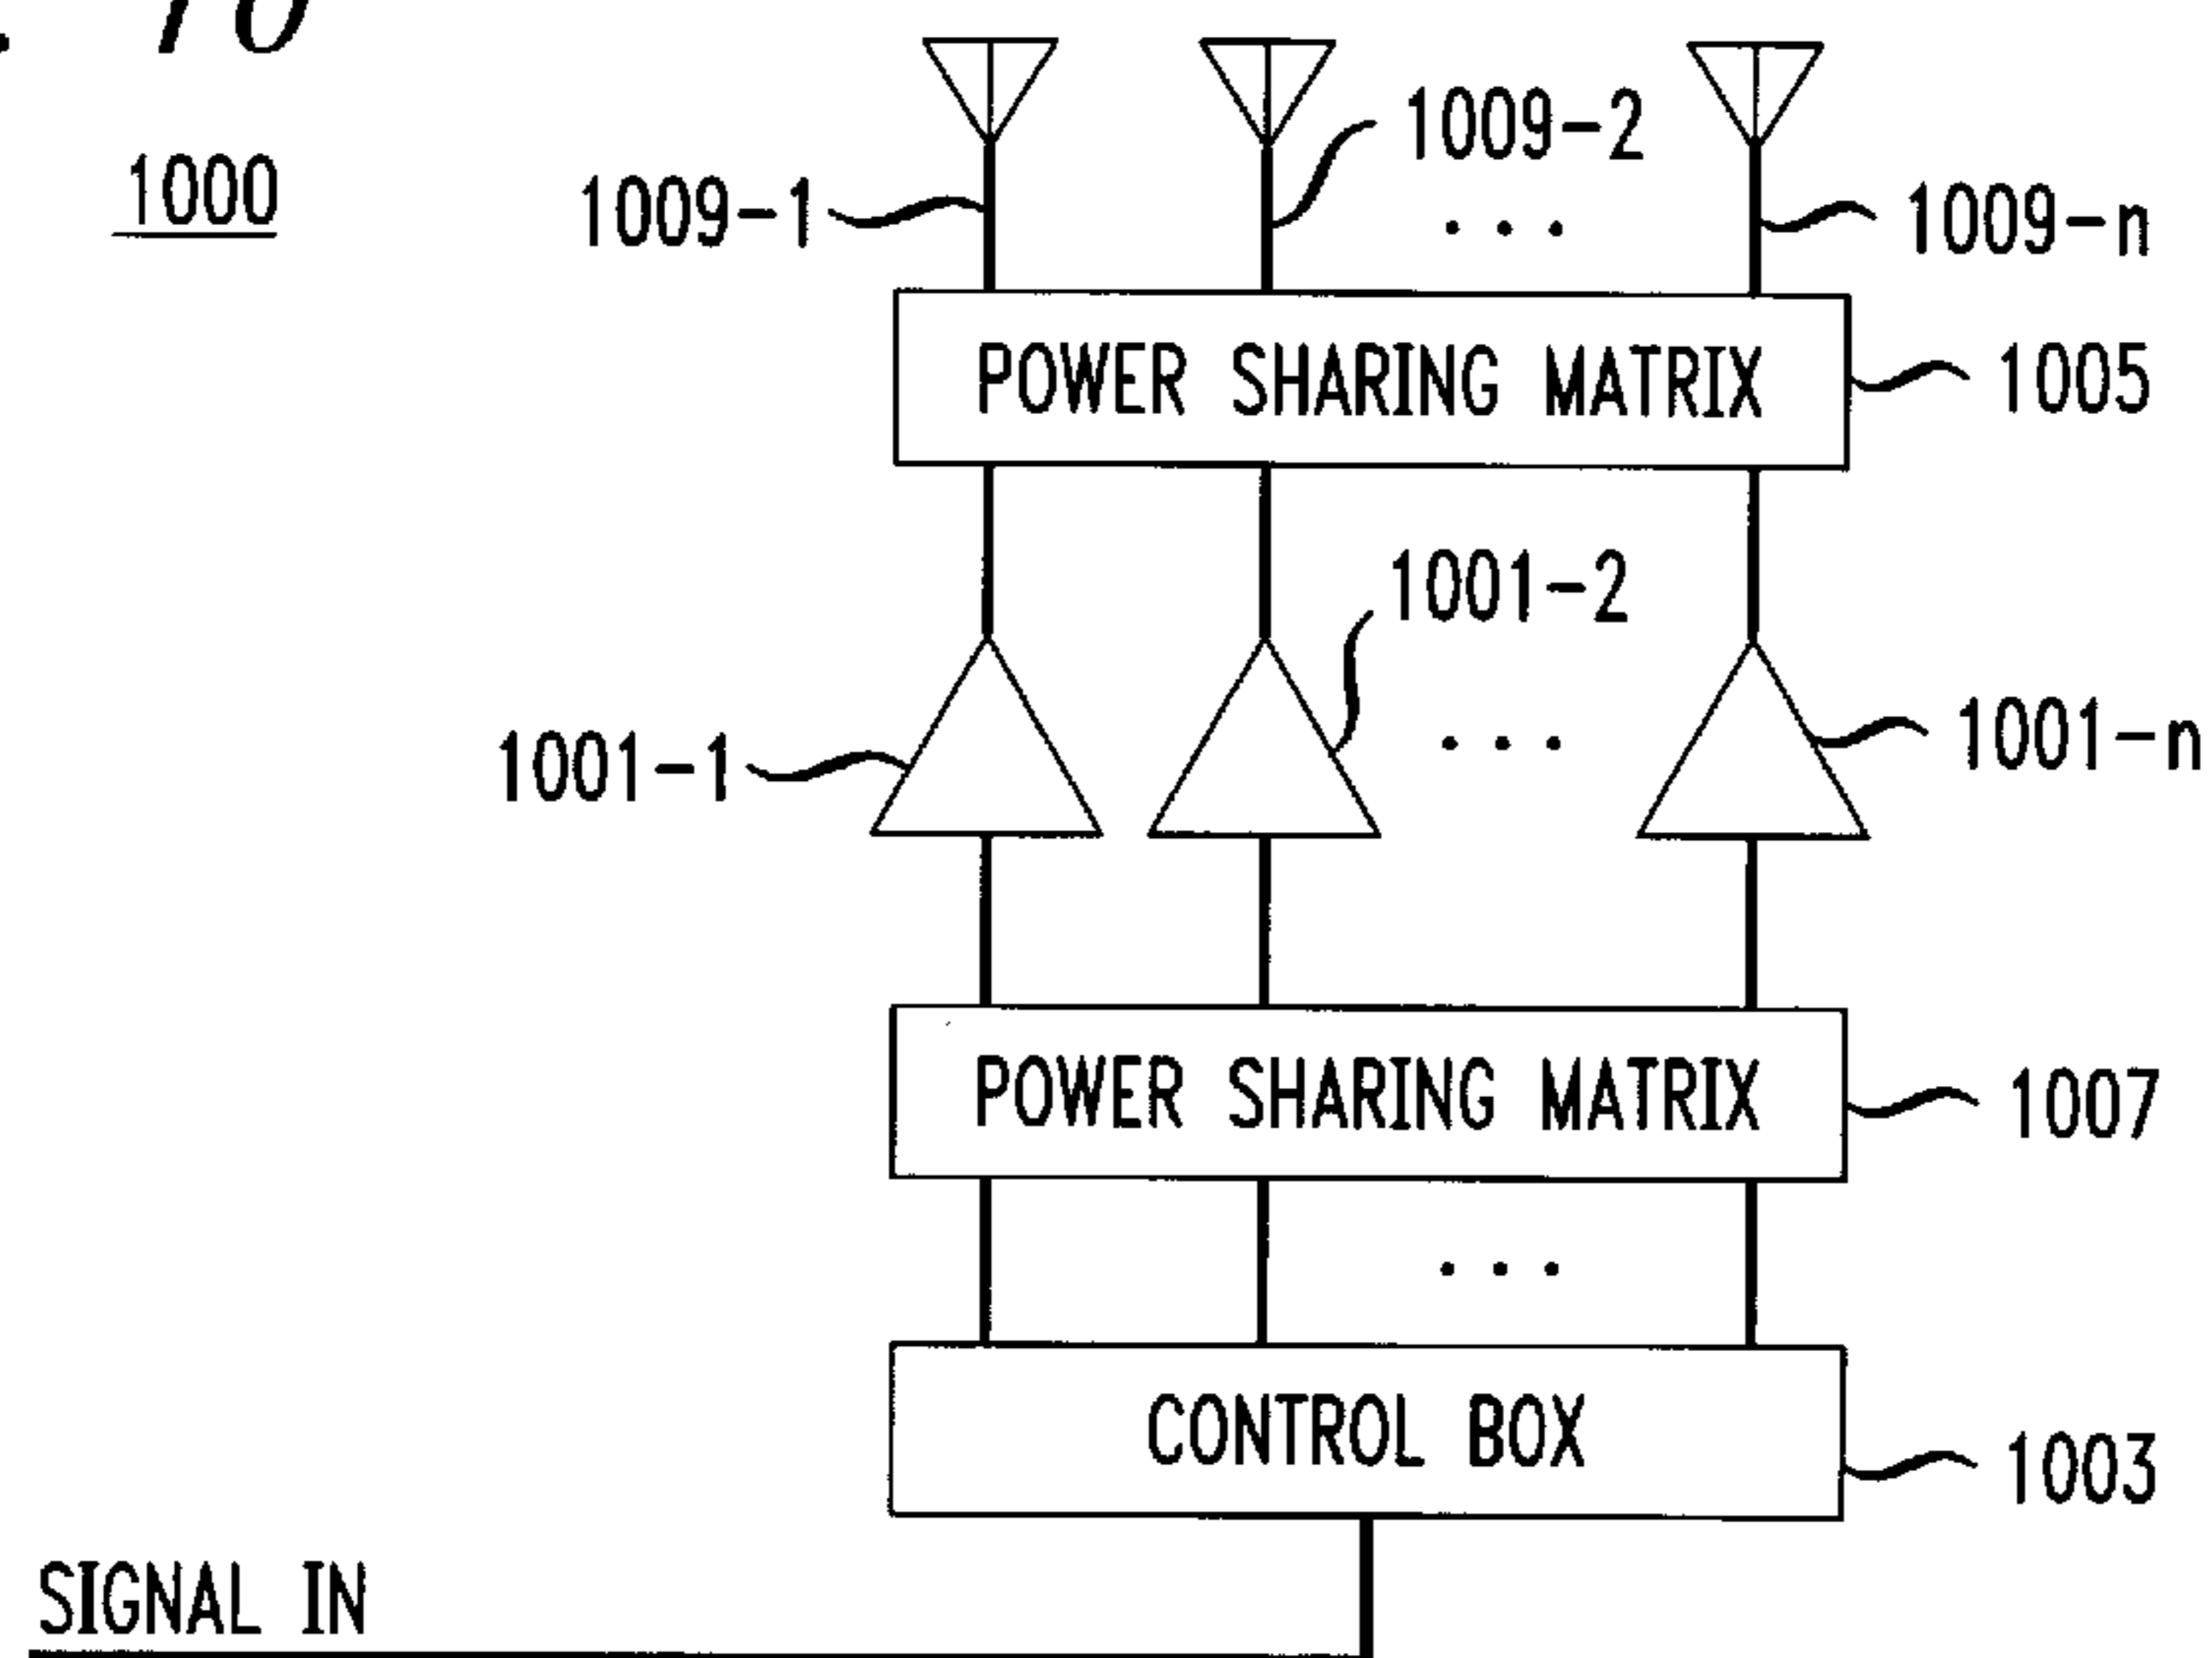 . 10
1000
1009-1
1009-2
1009-n
POWER SHARING MATRIX
1005
1001-1
1001-2
1001-n
POWER SHARING MATRIX
1007
CONTROL BOX
1003
SIGNAL IN